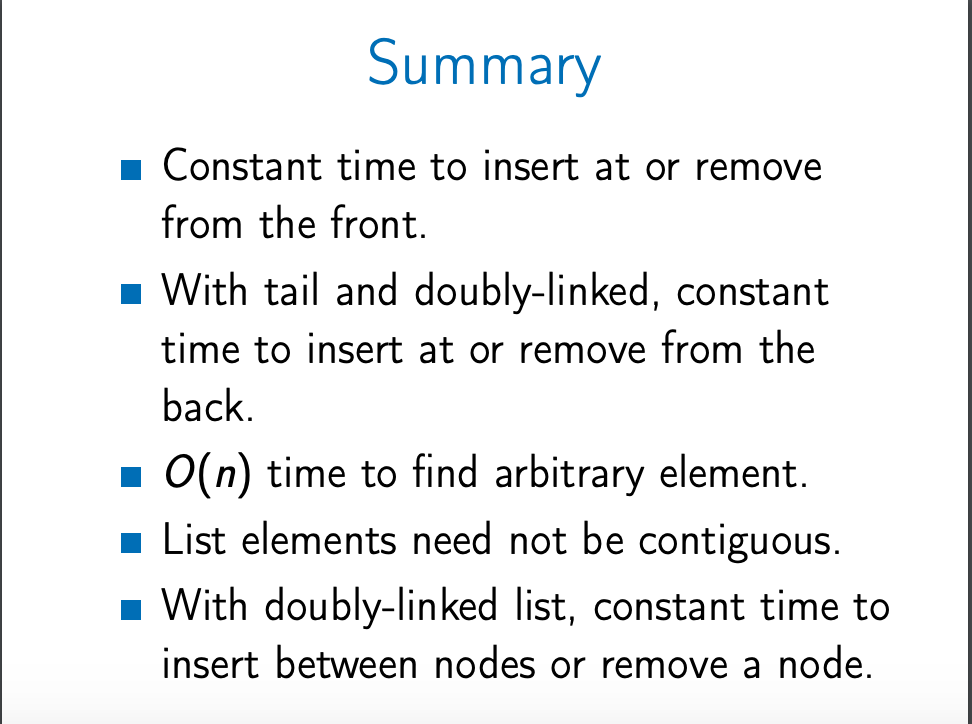 Summary
Constant time to insert at or remove
from the front.
With tail and doubly-linked, constant
time to insert at or remove from the
back.
O(n) time to find arbitrary element.
List elements need not be contiguous.
With doubly-linked list, constant time to
insert between nodes or remove a node.